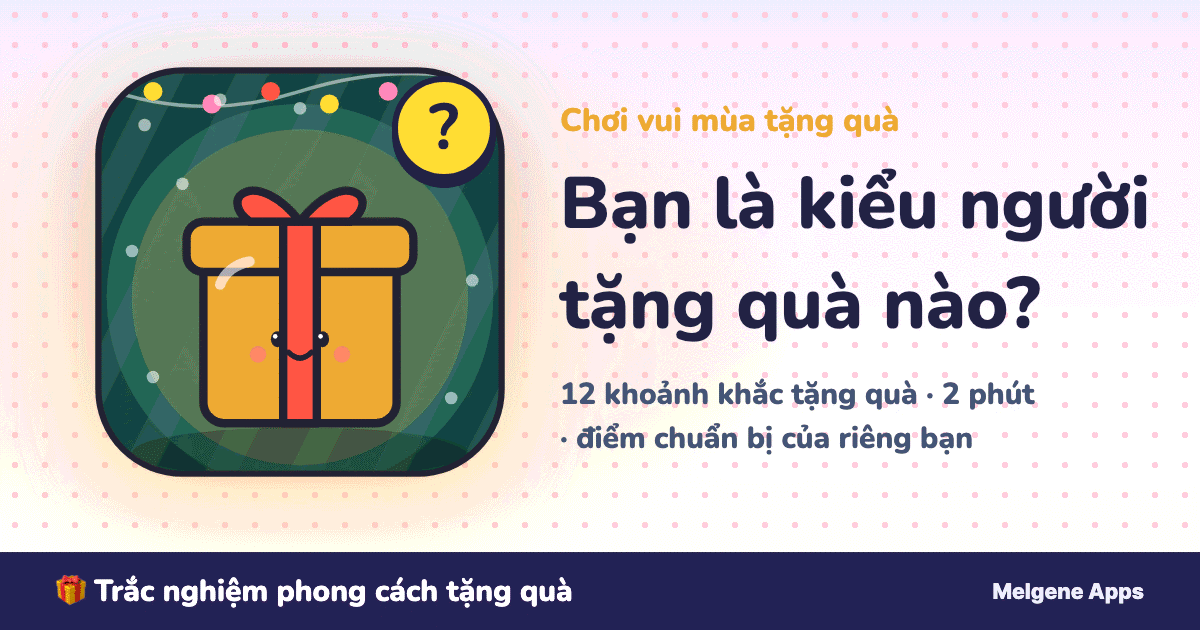 ?
Chơi vui mùa tặng quà
Bạn là kiểu người
tặng quà nào?
12 khoảnh khắc tặng quà · 2 phút
· điểm chuẩn bị của riêng bạn
🎁 Trắc nghiệm phong cách tặng quà
Melgene Apps